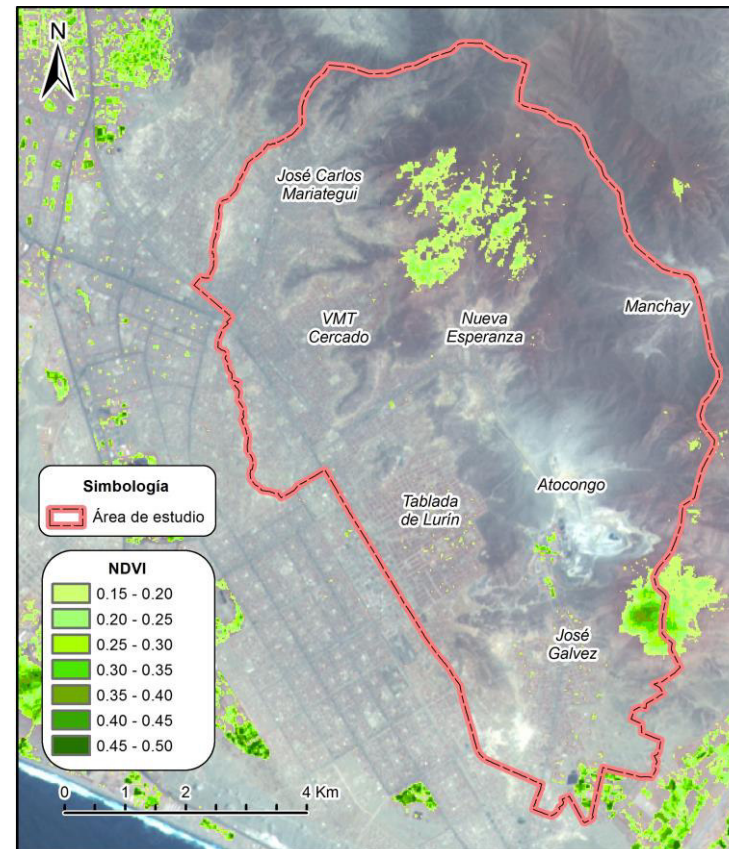 N
José Carlos
Mariategui
Manchay
VMT
Cercado
Nueva
Esperanza
Simbología
Área de estudio
Tablada
de Lurín
Atocongo
NDVI
0.15 - 0.20
0.20 - 0.25
0.25 - 0.30
0.30 - 0.35
0.35 - 0.40
0.40 - 0.45
0.45 - 0.50
José
Galvez
0 1 2 4 Km